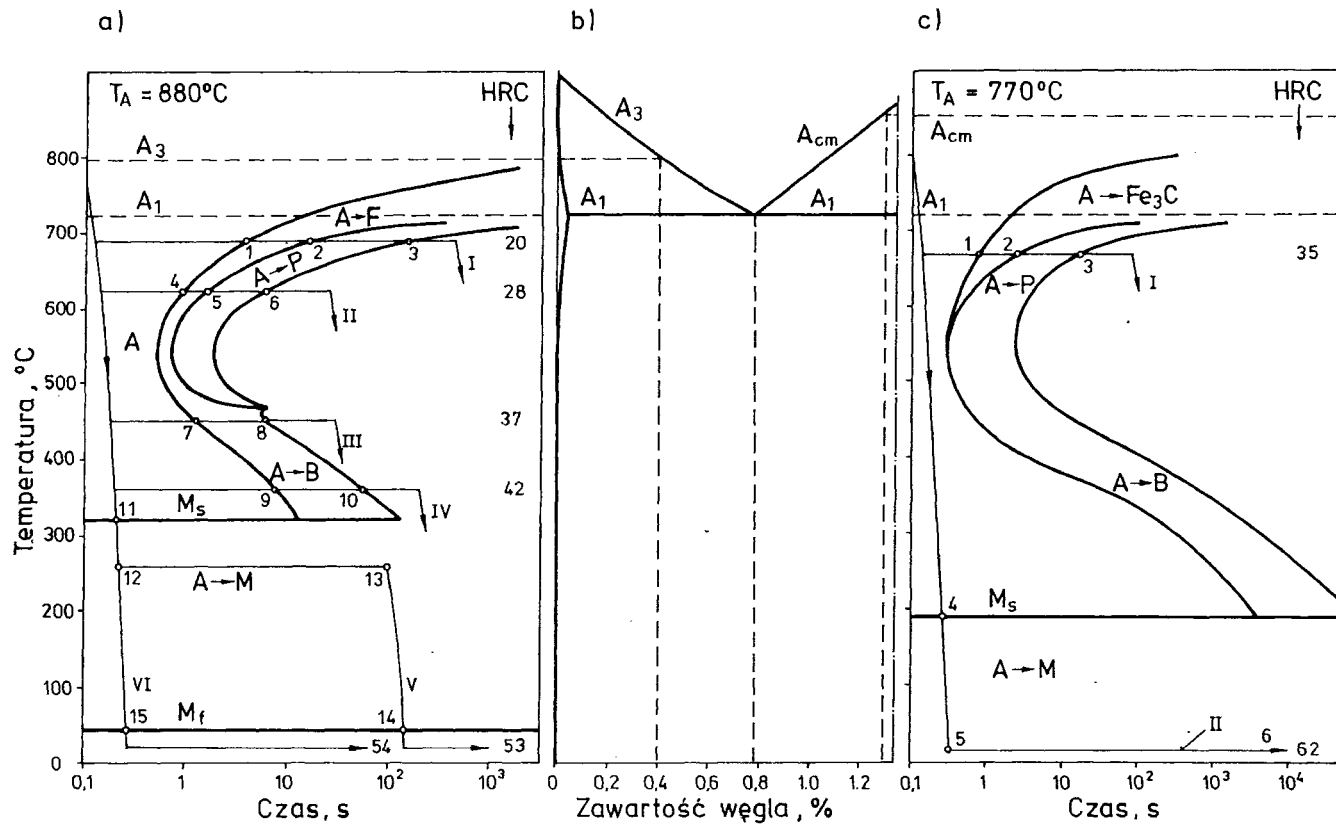 a)
b)
c)
T_A = 880°C
HRC
A₃
A₁
A→F
A→P
A
A→B
Mₛ
A→M
M_f
1
2
3
20
I
4
5
6
28
II
7
8
37
III
9
10
42
IV
11
12
13
VI
V
15
14
54
53
Temperatura, °C
800
700
600
500
400
300
200
100
0
0,1
1
10
10²
10³
Czas, s
A₃
A_cm
A₁
A₁
0
0,2
0,4
0,6
0,8
1.0
1.2
Zawartość węgla, %
T_A = 770°C
HRC
A_cm
A₁
A→Fe₃C
1
2
3
35
A→P
I
A→B
4
Mₛ
A→M
5
II
6
62
0,1
1
10
10²
10³
10⁴
Czas, s